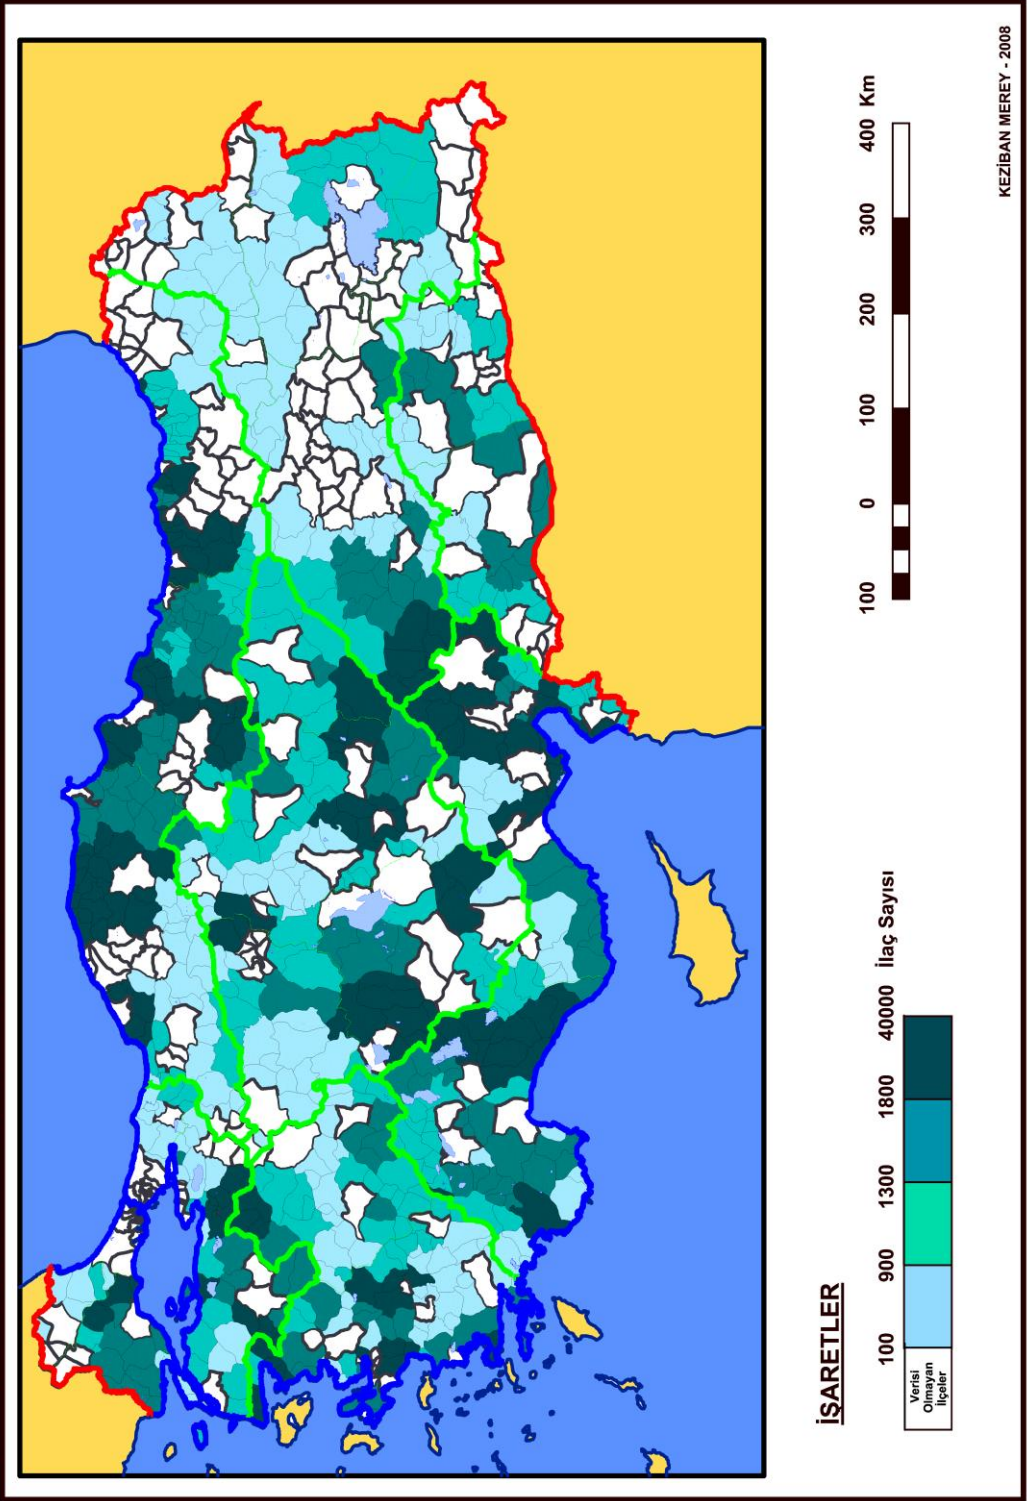 İŞARETLER
100 900 1300 1800 40000 İlaç Sayısı
Verisi
Olmayan
İlçeler
100 0 100 200 300 400 Km
KEZİBAN MEREY - 2008